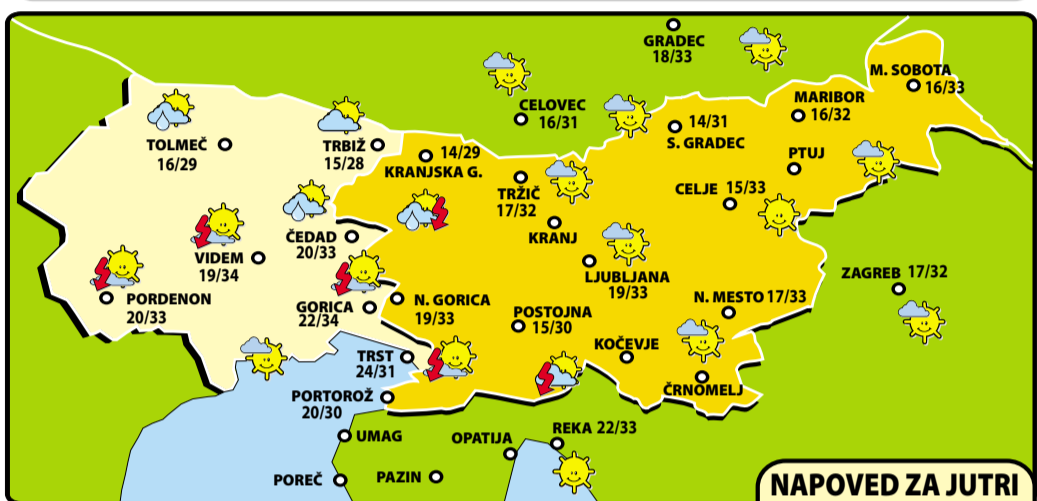 GRADEC
18/33
M. SOBOTA
16/33
CELOVEC
16/31
MARIBOR
16/32
TOLMEČ
16/29
TRBIŽ
15/28
14/29
KRANJSKA G.
14/31
S. GRADEC
PTUJ
TRŽIČ
17/32
CELJE 15/33
KRANJ
ČEDAD
20/33
VIDEM
19/34
LJUBLJANA
19/33
ZAGREB 17/32
PORDENON
20/33
GORICA
22/34
N. GORICA
19/33
POSTOJNA
15/30
N. MESTO 17/33
KOČEVJE
TRST
24/31
ČRNOMELJ
PORTOROŽ
20/30
UMAG
OPATIJA
REKA 22/33
POREČ
PAZIN
NAPOVED ZA JUTRI